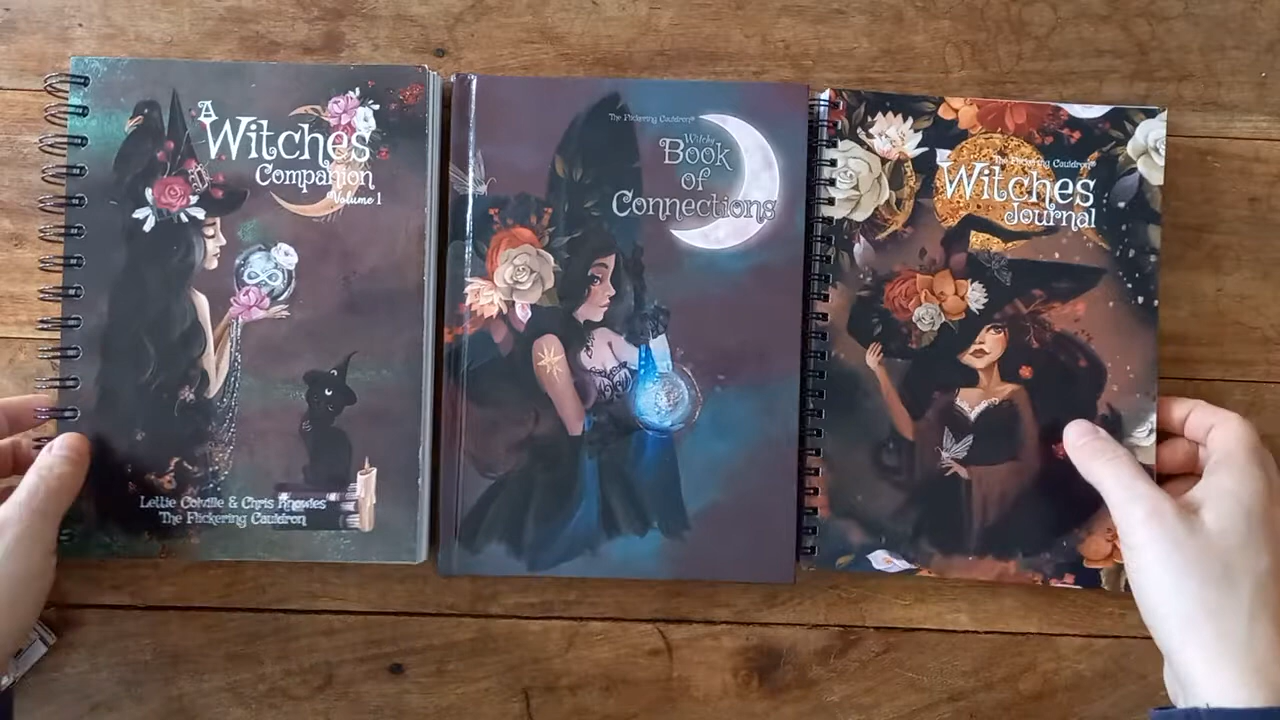 A
Witches
Companion
Volume 1
Lettie Colville & Chris Knowles
The Flickering Cauldron
The Flickering Cauldron®
Witchy
Book
of
Connections
The Flickering Cauldron®
Witches
Journal